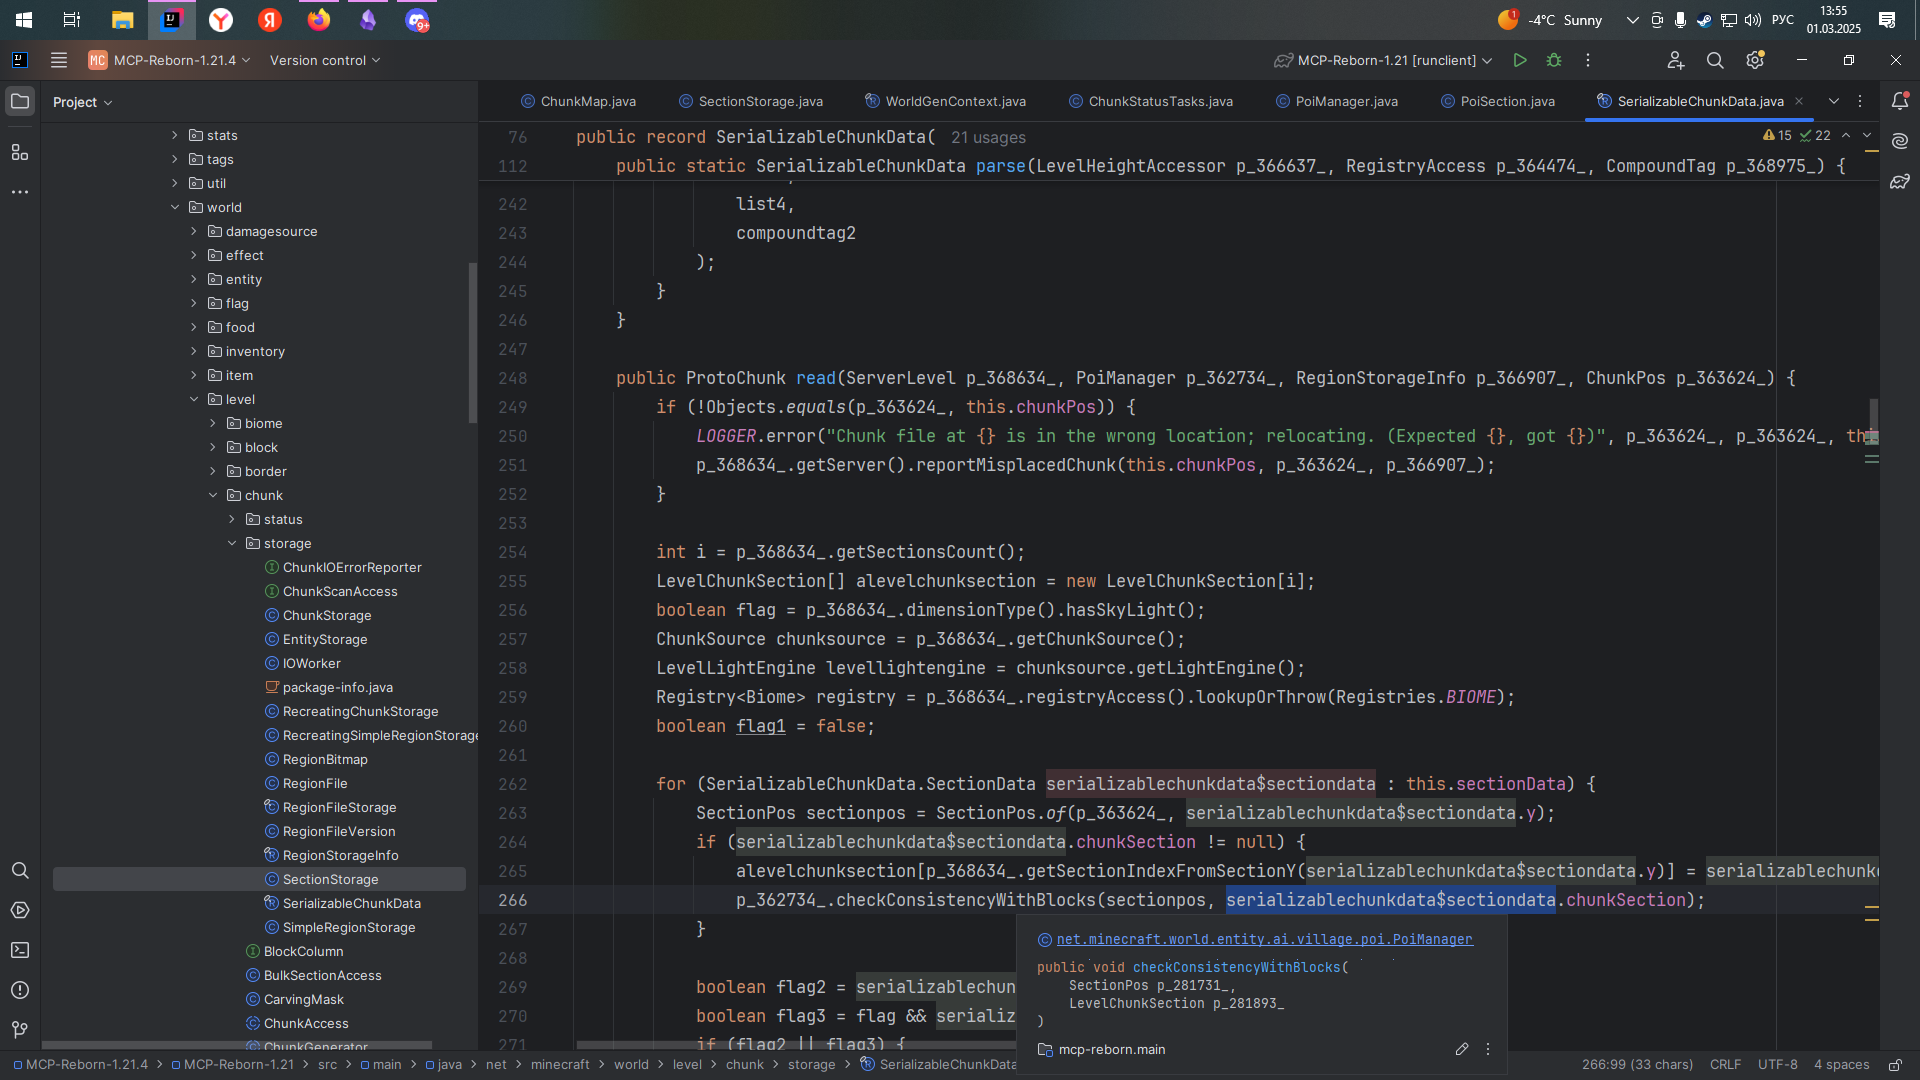 -4°C Sunny
РУС
13:55
01.03.2025
MC MCP-Reborn-1.21.4
Version control
MCP-Reborn-1.21 [runclient]
Project
stats
tags
util
world
damagesource
effect
entity
flag
food
inventory
item
level
biome
block
border
chunk
status
storage
ChunkIOErrorReporter
ChunkScanAccess
ChunkStorage
EntityStorage
IOWorker
package-info.java
RecreatingChunkStorage
RecreatingSimpleRegionStorage
RegionBitmap
RegionFile
RegionFileStorage
RegionFileVersion
RegionStorageInfo
SectionStorage
SerializableChunkData
SimpleRegionStorage
BlockColumn
BulkSectionAccess
CarvingMask
ChunkAccess
ChunkGenerator
ChunkMap.java
SectionStorage.java
WorldGenContext.java
ChunkStatusTasks.java
PoiManager.java
PoiSection.java
SerializableChunkData.java
15 22
76 public record SerializableChunkData( 21 usages
112 public static SerializableChunkData parse(LevelHeightAccessor p_366637_, RegistryAccess p_364474_, CompoundTag p_368975_) {
242 list4,
243 compoundtag2
244 );
245 }
246 }
247
248 public ProtoChunk read(ServerLevel p_368634_, PoiManager p_362734_, RegionStorageInfo p_366907_, ChunkPos p_363624_) {
249 if (!Objects.equals(p_363624_, this.chunkPos)) {
250 LOGGER.error("Chunk file at {} is in the wrong location; relocating. (Expected {}, got {})", p_363624_, p_363624_, thi
251 p_368634_.getServer().reportMisplacedChunk(this.chunkPos, p_363624_, p_366907_);
252 }
253
254 int i = p_368634_.getSectionsCount();
255 LevelChunkSection[] alevelchunksection = new LevelChunkSection[i];
256 boolean flag = p_368634_.dimensionType().hasSkyLight();
257 ChunkSource chunksource = p_368634_.getChunkSource();
258 LevelLightEngine levellightengine = chunksource.getLightEngine();
259 Registry<Biome> registry = p_368634_.registryAccess().lookupOrThrow(Registries.BIOME);
260 boolean flag1 = false;
261
262 for (SerializableChunkData.SectionData serializablechunkdata$sectiondata : this.sectionData) {
263 SectionPos sectionpos = SectionPos.of(p_363624_, serializablechunkdata$sectiondata.y);
264 if (serializablechunkdata$sectiondata.chunkSection != null) {
265 alevelchunksection[p_368634_.getSectionIndexFromSectionY(serializablechunkdata$sectiondata.y)] = serializablechunkd
266 p_362734_.checkConsistencyWithBlocks(sectionpos, serializablechunkdata$sectiondata.chunkSection);
267 }
268
269 boolean flag2 = serializablechun
270 boolean flag3 = flag && serializ
271 if (flag2 || flag3) {
net.minecraft.world.entity.ai.village.poi.PoiManager
public void checkConsistencyWithBlocks(
SectionPos p_281731_,
LevelChunkSection p_281893_
)
mcp-reborn.main
MCP-Reborn-1.21.4 > MCP-Reborn-1.21 > src > main > java > net > minecraft > world > level > chunk > storage > SerializableChunkData
266:99 (33 chars)
CRLF
UTF-8
4 spaces